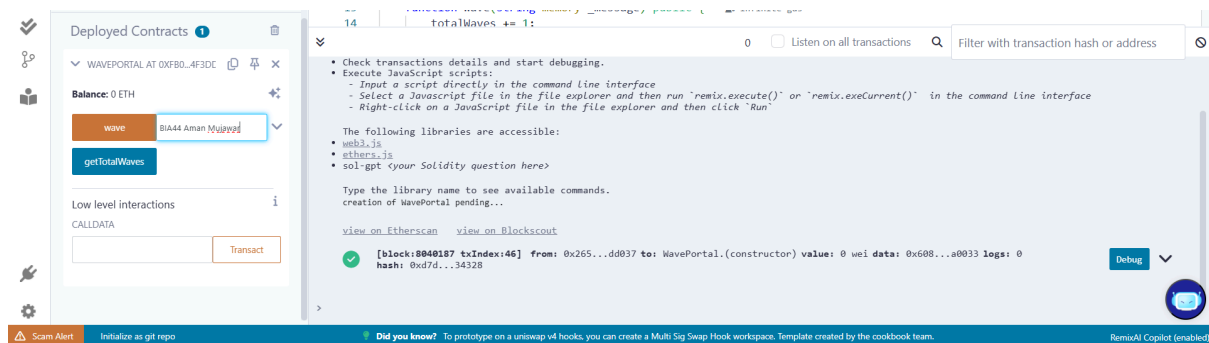 Deployed Contracts 1
WAVEPORTAL AT 0XFB0...4F3DE
Balance: 0 ETH
wave
BIA44 Aman Mujawar
getTotalWaves
Low level interactions
i
CALLDATA
Transact
14 totalWaves += 1;
0 Listen on all transactions Filter with transaction hash or address
• Check transactions details and start debugging.
• Execute JavaScript scripts:
- Input a script directly in the command line interface
- Select a Javascript file in the file explorer and then run `remix.execute()` or `remix.exeCurrent()` in the command line interface
- Right-click on a JavaScript file in the file explorer and then click `Run`
The following libraries are accessible:
• web3.js
• ethers.js
• sol-gpt <your Solidity question here>
Type the library name to see available commands.
creation of WavePortal pending...
view on Etherscan view on Blockscout
[block:8040187 txIndex:46] from: 0x265...dd037 to: WavePortal.(constructor) value: 0 wei data: 0x608...a0033 logs: 0
hash: 0xd7d...34328
Debug
>
Scam Alert Initialize as git repo Did you know? To prototype on a uniswap v4 hooks, you can create a Multi Sig Swap Hook workspace. Template created by the cookbook team. RemixAI Copilot (enabled)